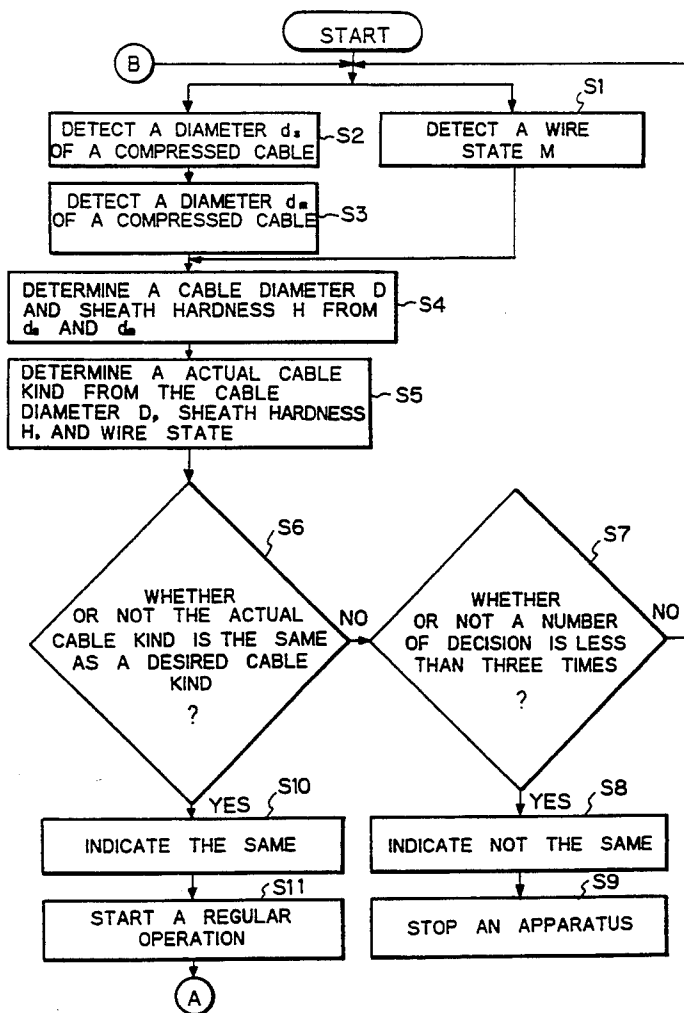 START
B
S1
DETECT A DIAMETER ds
OF A COMPRESSED CABLE
S2
DETECT A WIRE
STATE M
DETECT A DIAMETER dm
OF A COMPRESSED CABLE
S3
DETERMINE A CABLE DIAMETER D
AND SHEATH HARDNESS H FROM
ds AND dm
S4
DETERMINE A ACTUAL CABLE
KIND FROM THE CABLE
DIAMETER D, SHEATH HARDNESS
H, AND WIRE STATE
S5
S6
WHETHER
OR NOT THE ACTUAL
CABLE KIND IS THE SAME
AS A DESIRED CABLE
KIND
?
NO
S7
WHETHER
OR NOT A NUMBER
OF DECISION IS LESS
THAN THREE TIMES
?
NO
YES
S10
INDICATE THE SAME
YES
S8
INDICATE NOT THE SAME
S11
START A REGULAR
OPERATION
S9
STOP AN APPARATUS
A